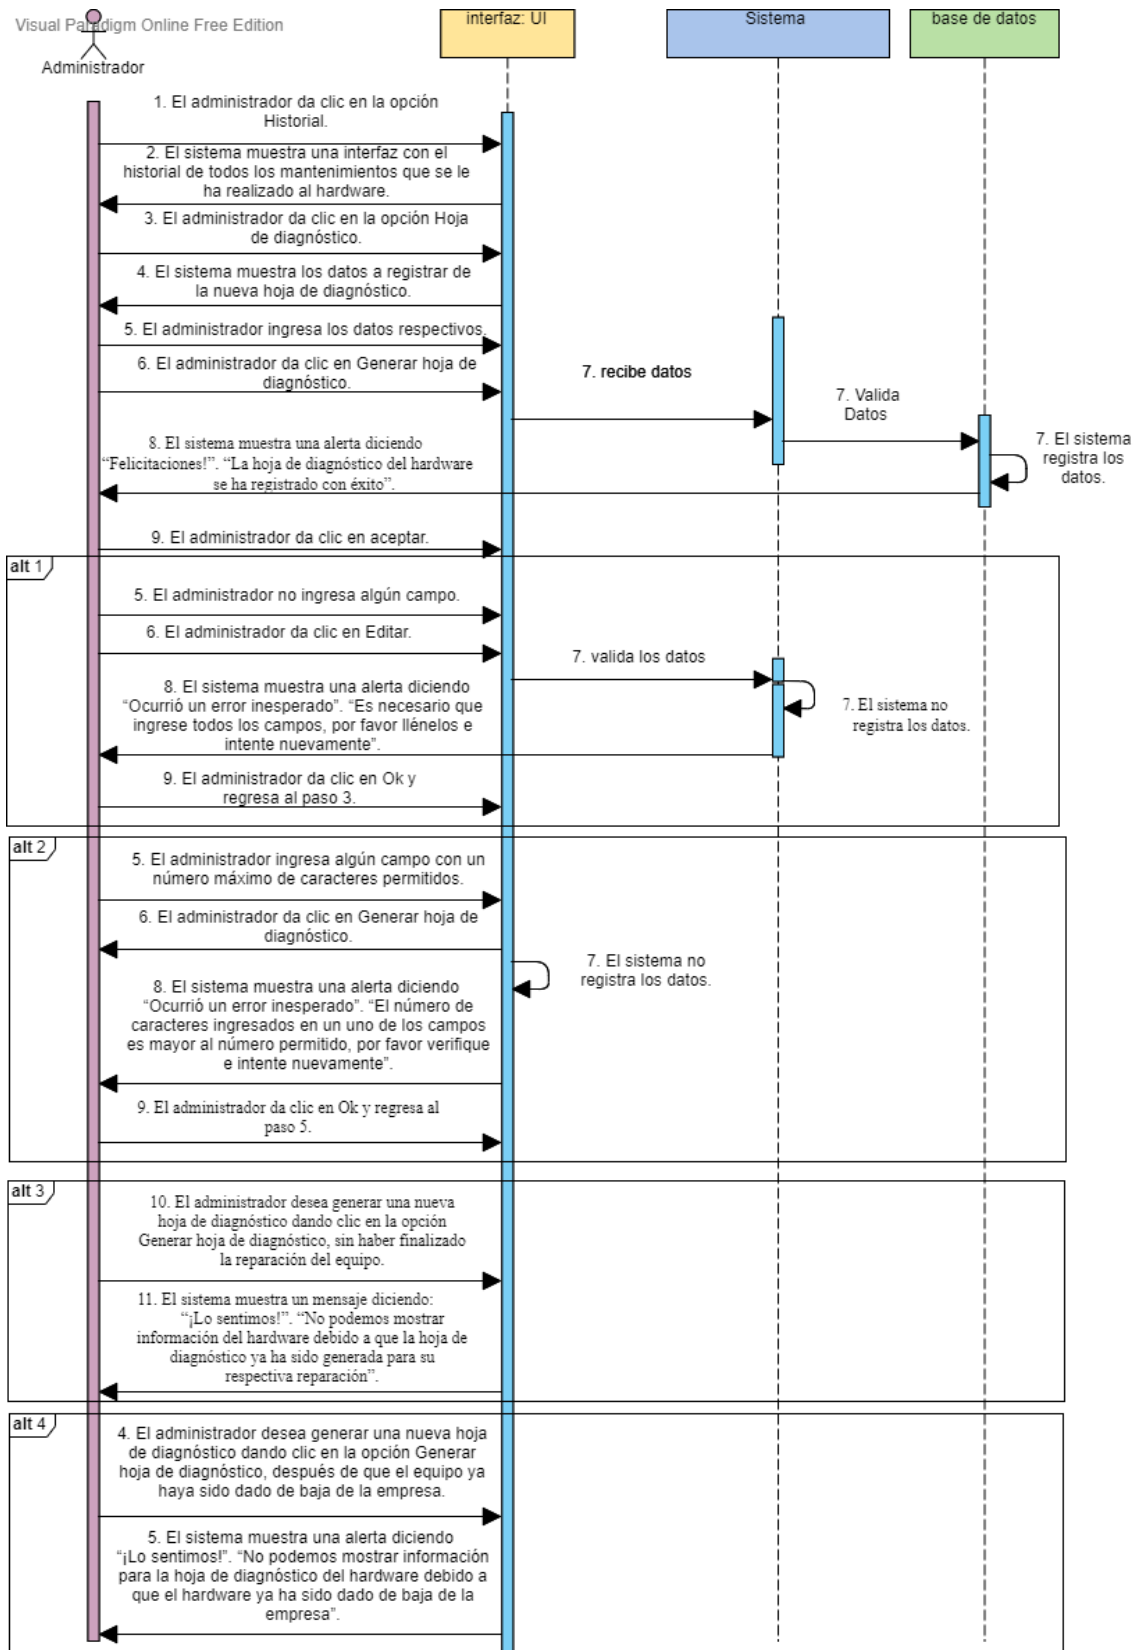 Visual Paradigm Online Free Edition
Administrador
interfaz: UI
Sistema
base de datos
1. El administrador da clic en la opción
Historial.
2. El sistema muestra una interfaz con el
historial de todos los mantenimientos que se le
ha realizado al hardware.
3. El administrador da clic en la opción Hoja
de diagnóstico.
4. El sistema muestra los datos a registrar de
la nueva hoja de diagnóstico.
5. El administrador ingresa los datos respectivos.
6. El administrador da clic en Generar hoja de
diagnóstico.
7. recibe datos
7. Valida
Datos
7. El sistema
registra los
datos.
8. El sistema muestra una alerta diciendo
“Felicitaciones!”. “La hoja de diagnóstico del hardware
se ha registrado con éxito”.
9. El administrador da clic en aceptar.
alt 1
5. El administrador no ingresa algún campo.
6. El administrador da clic en Editar.
7. valida los datos
7. El sistema no
registra los datos.
8. El sistema muestra una alerta diciendo
“Ocurrió un error inesperado”. “Es necesario que
ingrese todos los campos, por favor llénelos e
intente nuevamente”.
9. El administrador da clic en Ok y
regresa al paso 3.
alt 2
5. El administrador ingresa algún campo con un
número máximo de caracteres permitidos.
6. El administrador da clic en Generar hoja de
diagnóstico.
7. El sistema no
registra los datos.
8. El sistema muestra una alerta diciendo
“Ocurrió un error inesperado”. “El número de
caracteres ingresados en un uno de los campos
es mayor al número permitido, por favor verifique
e intente nuevamente”.
9. El administrador da clic en Ok y regresa al
paso 5.
alt 3
10. El administrador desea generar una nueva
hoja de diagnóstico dando clic en la opción
Generar hoja de diagnóstico, sin haber finalizado
la reparación del equipo.
11. El sistema muestra un mensaje diciendo:
“¡Lo sentimos!”. “No podemos mostrar
información del hardware debido a que la hoja de
diagnóstico ya ha sido generada para su
respectiva reparación”.
alt 4
4. El administrador desea generar una nueva hoja
de diagnóstico dando clic en la opción Generar
hoja de diagnóstico, después de que el equipo ya
haya sido dado de baja de la empresa.
5. El sistema muestra una alerta diciendo
“¡Lo sentimos!”. “No podemos mostrar información
para la hoja de diagnóstico del hardware debido a
que el hardware ya ha sido dado de baja de la
empresa”.